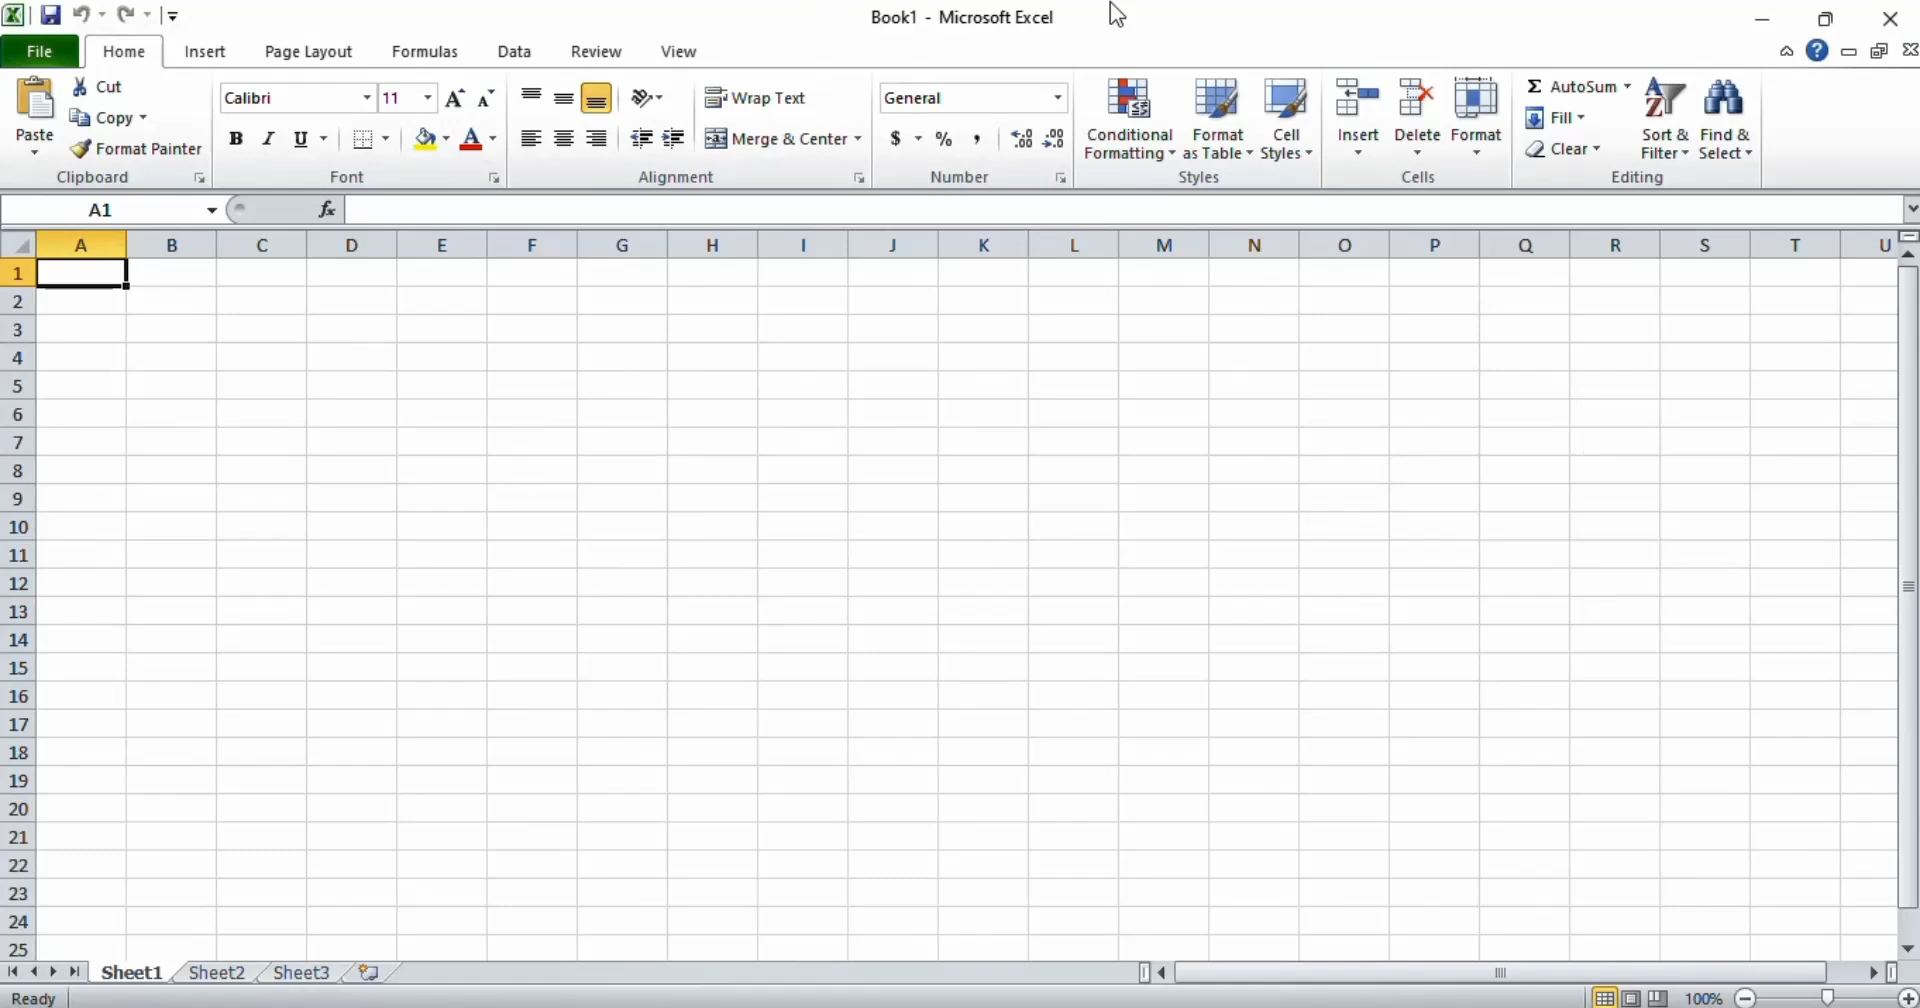 Book1 - Microsoft Excel
File Home Insert Page Layout Formulas Data Review View
Paste
Cut
Copy
Format Painter
Clipboard
Calibri 11
B I U
Font
Wrap Text
Merge & Center
Alignment
General
$ % ,
Number
Conditional Formatting
Format as Table
Cell Styles
Styles
Insert Delete Format
Cells
Σ AutoSum
Fill
Clear
Sort & Filter
Find & Select
Editing
A1 fx
A B C D E F G H I J K L M N O P Q R S T U
1
2
3
4
5
6
7
8
9
10
11
12
13
14
15
16
17
18
19
20
21
22
23
24
25
Sheet1 Sheet2 Sheet3
Ready 100%